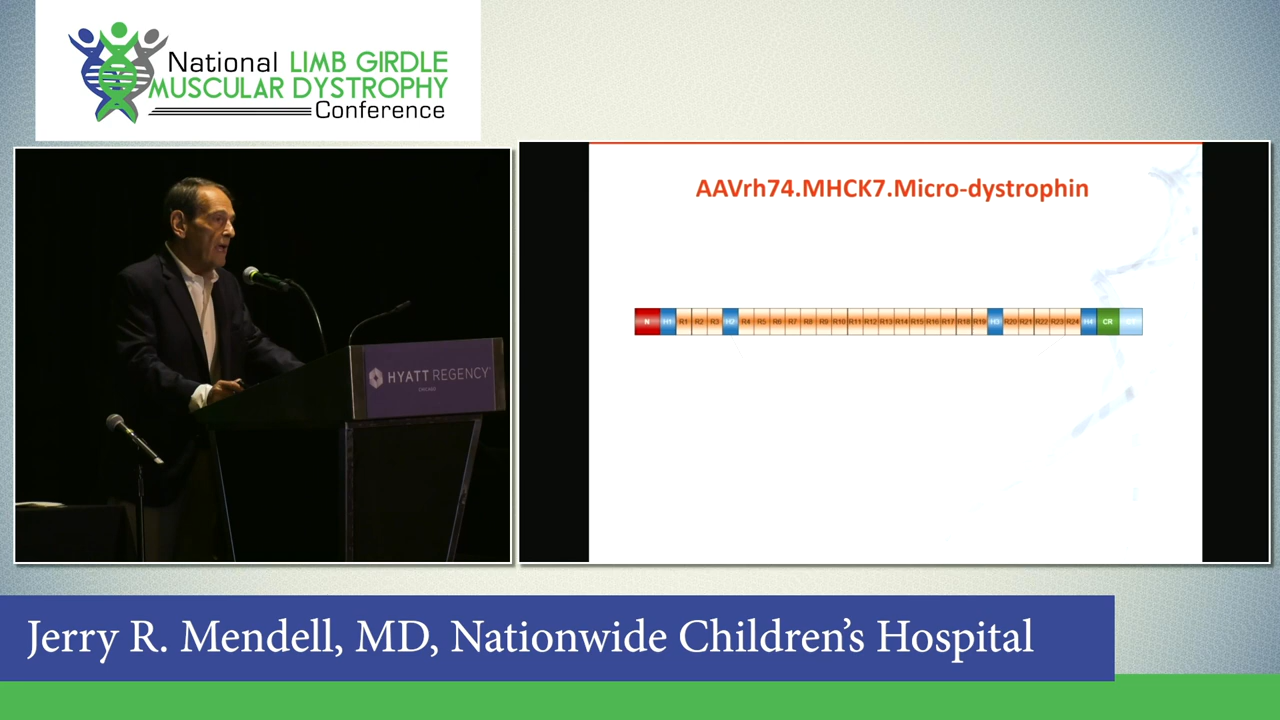 National LIMB GIRDLE
MUSCULAR DYSTROPHY
Conference
AAVrh74.MHCK7.Micro-dystrophin
N H1 R1 R2 R3 H2 R4 R5 R6 R7 R8 R9 R10 R11 R12 R13 R14 R15 R16 R17 R18 R19 H3 R20 R21 R22 R23 R24 H4 CR CT
HYATT REGENCY
CHICAGO
Jerry R. Mendell, MD, Nationwide Children’s Hospital